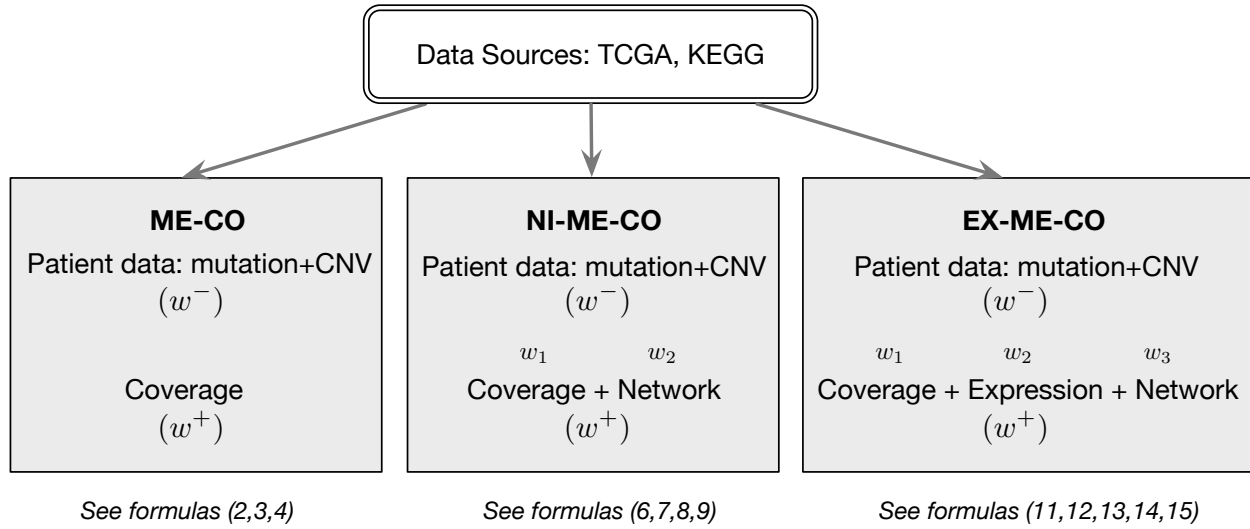 Data Sources: TCGA, KEGG
ME-CO
Patient data: mutation+CNV
(w⁻)
Coverage
(w⁺)
See formulas (2,3,4)
NI-ME-CO
Patient data: mutation+CNV
(w⁻)
w₁ w₂
Coverage + Network
(w⁺)
See formulas (6,7,8,9)
EX-ME-CO
Patient data: mutation+CNV
(w⁻)
w₁ w₂ w₃
Coverage + Expression + Network
(w⁺)
See formulas (11,12,13,14,15)